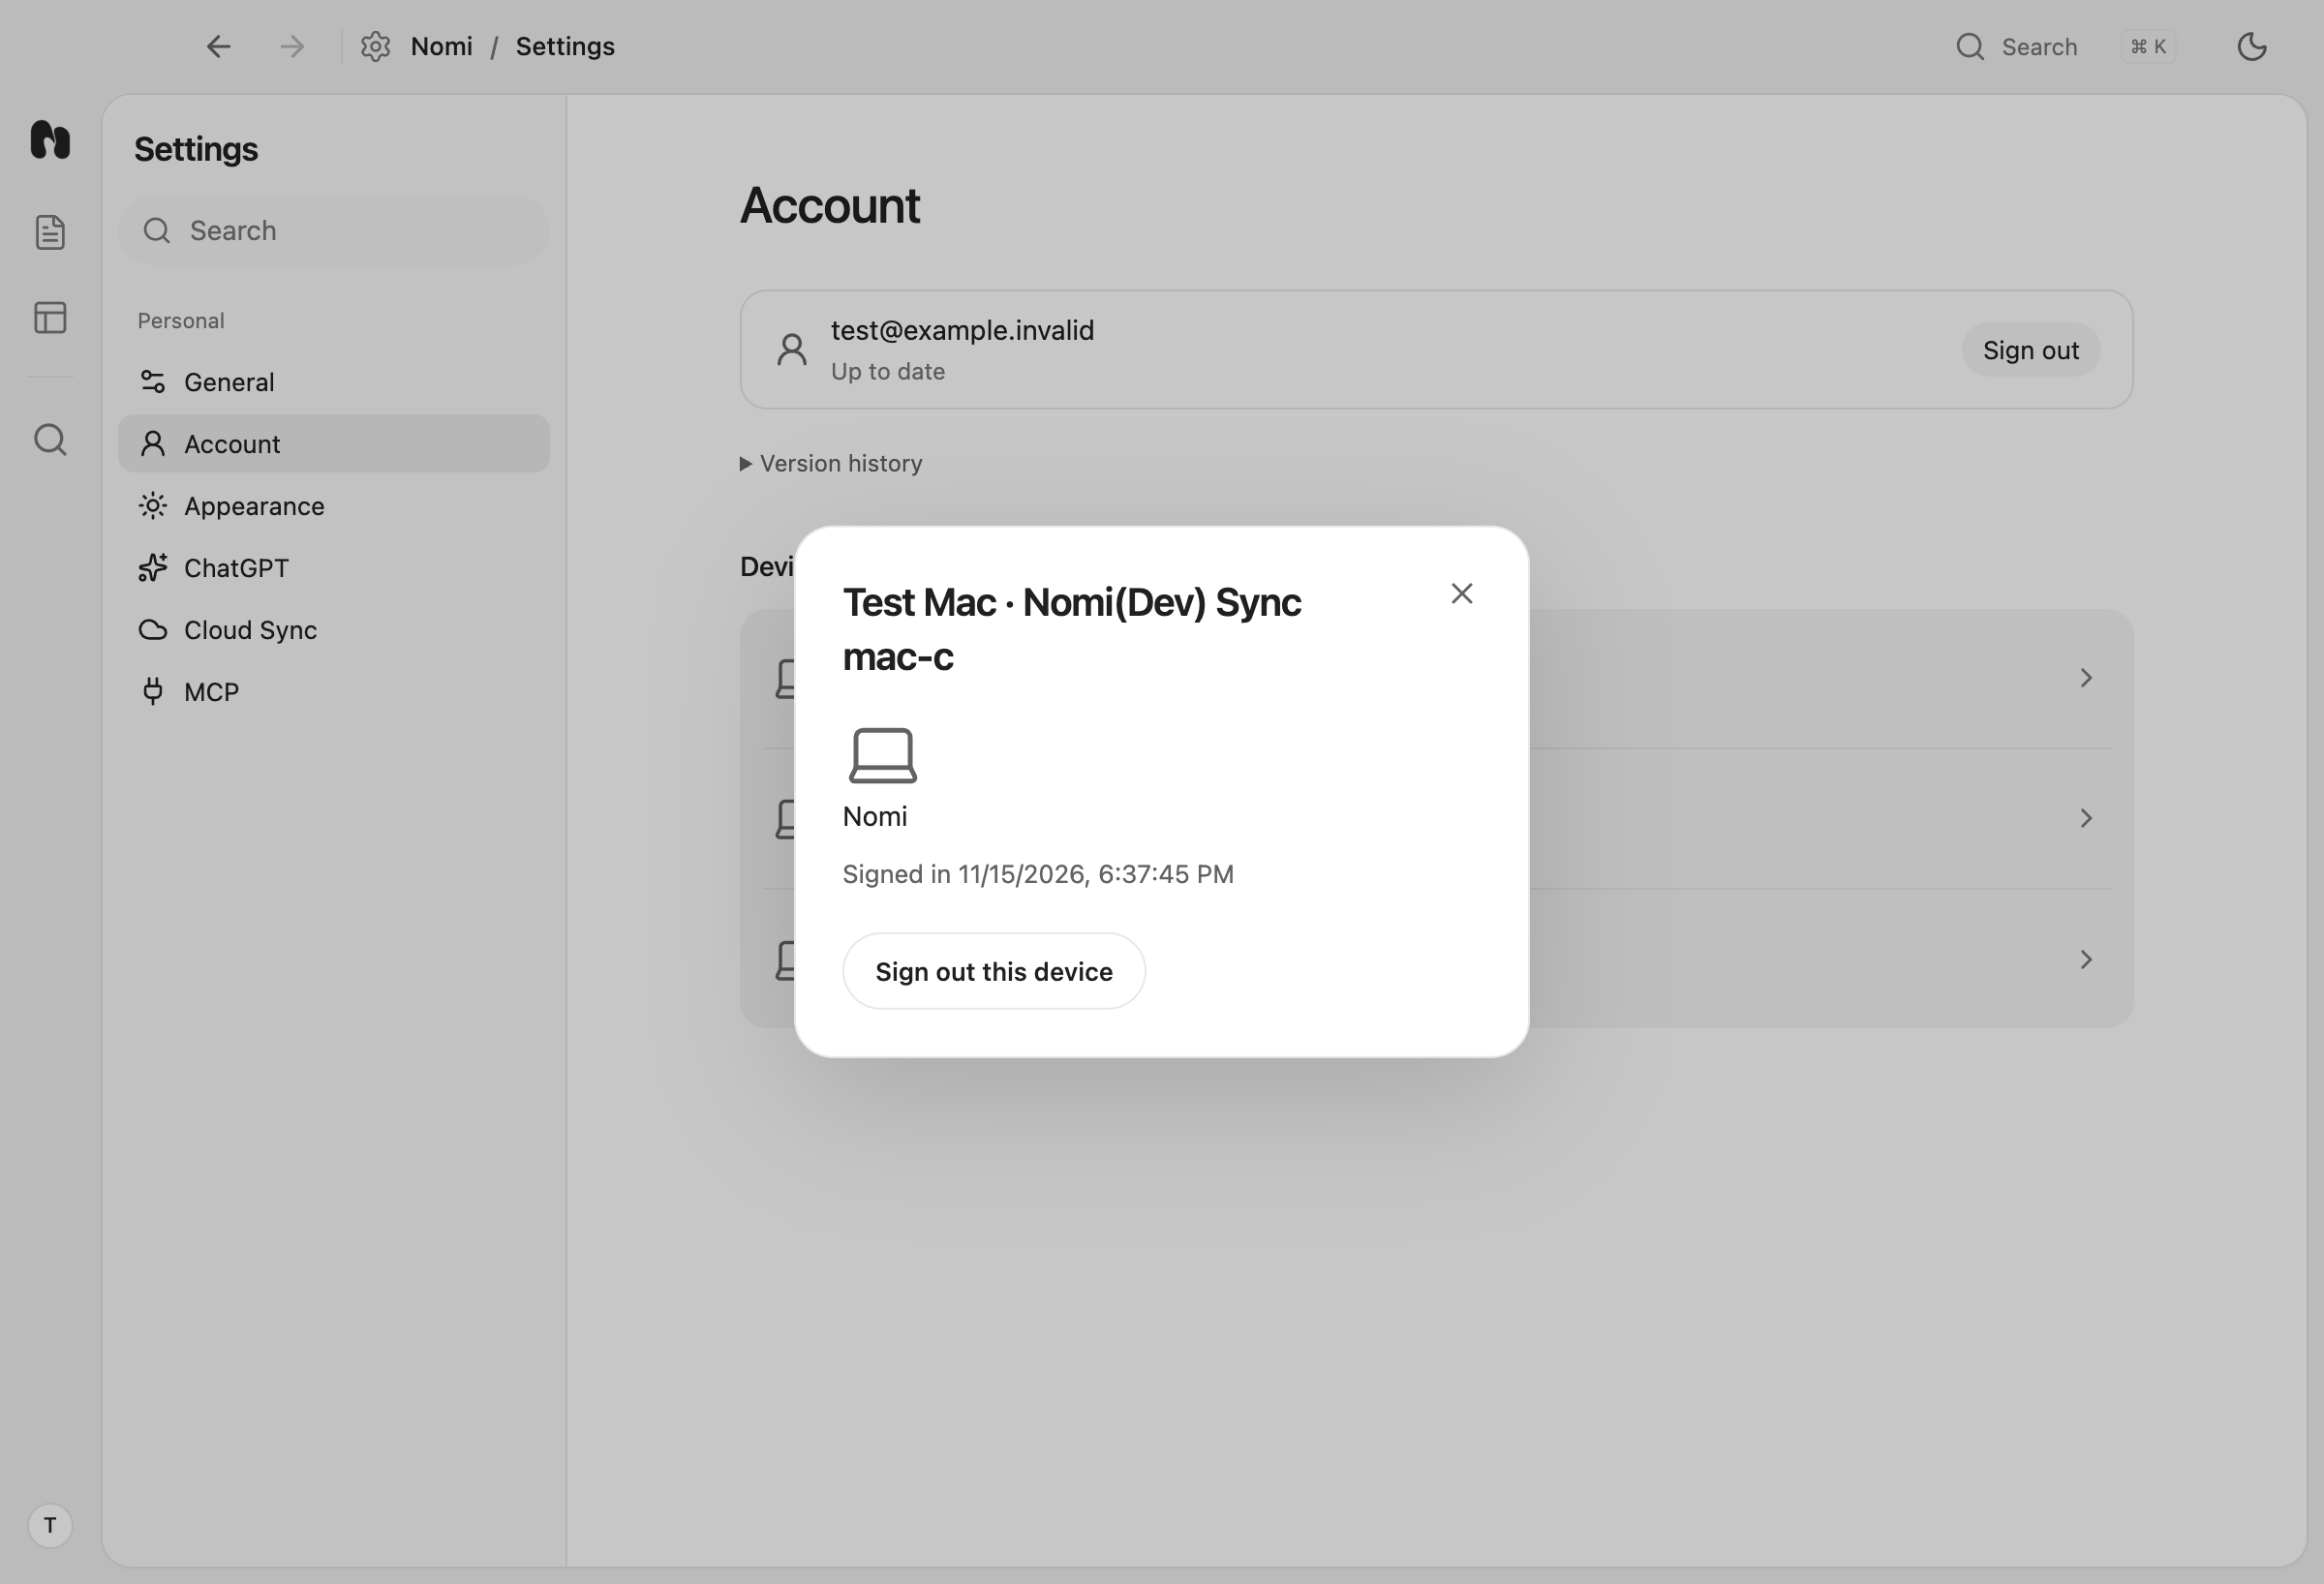 Nomi / Settings
Search ⌘ K
Settings
Search
Personal
General
Account
Appearance
ChatGPT
Cloud Sync
MCP
T
Account
test@example.invalid
Up to date
Sign out
Version history
Devi
Test Mac · Nomi(Dev) Sync
mac-c
Nomi
Signed in 11/15/2026, 6:37:45 PM
Sign out this device